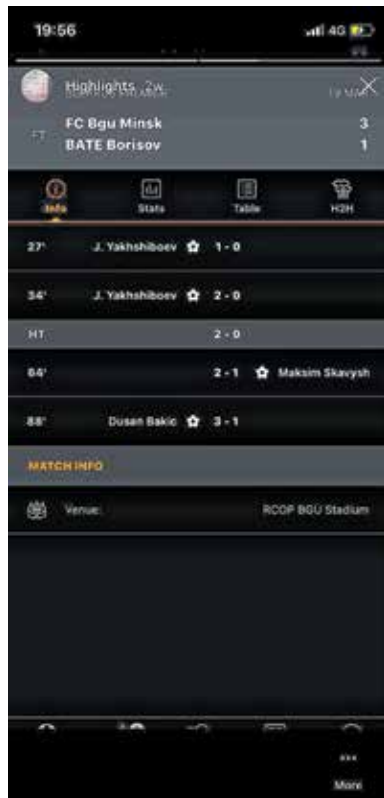 19:56 4G
Highlights 2w
FT
FC Bgu Minsk 3
BATE Borisov 1
Info Stats Table H2H
27' J. Yakhshiboev 1 - 0
34' J. Yakhshiboev 2 - 0
HT 2 - 0
64' 2 - 1 Maksim Skavysh
88' Dusan Bakic 3 - 1
MATCH INFO
Venue: RCOP BGU Stadium
More